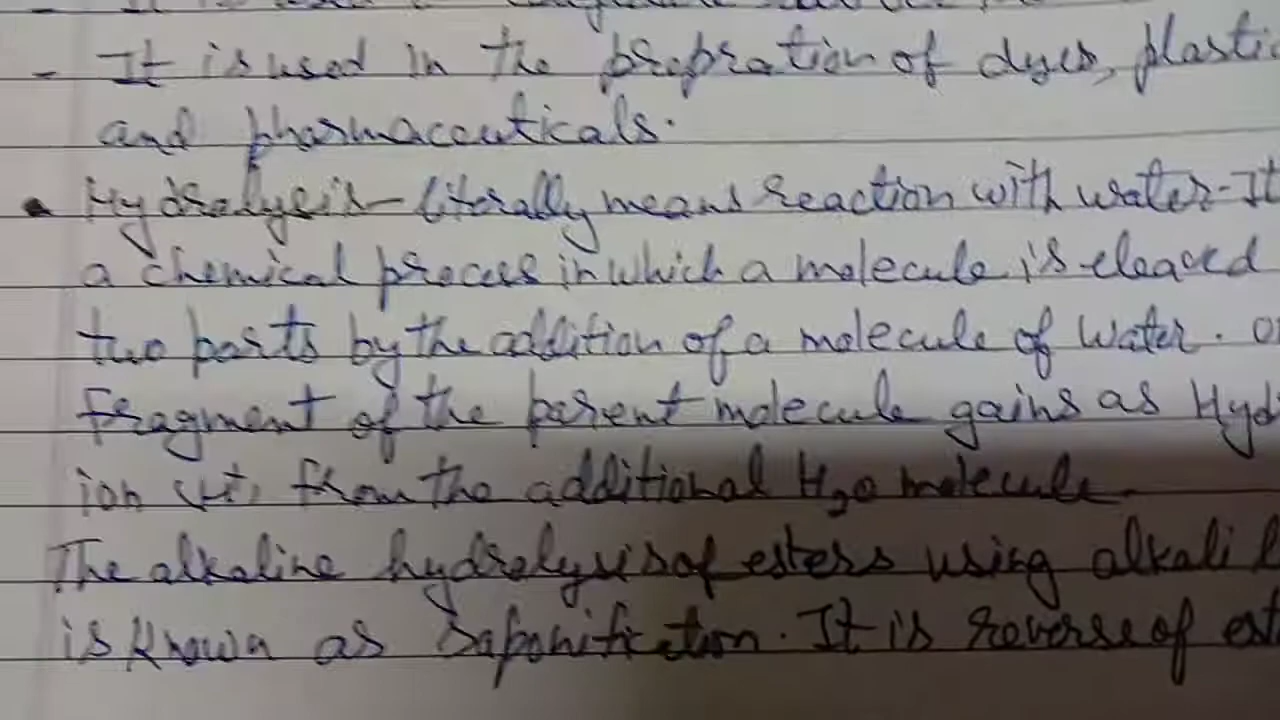 - It is used in the prepration of dyes, plastic
and pharmaceuticals.
• Hydrolysis - literally means reaction with water. It
a chemical process in which a molecule is cleaved
two parts by the addition of a molecule of water.
fragment of the parent molecule gains as Hyd
ion (H+) from the additional H2O molecule.
The alkaline hydrolysis of esters using alkali
is known as Saponification. It is reverse of est